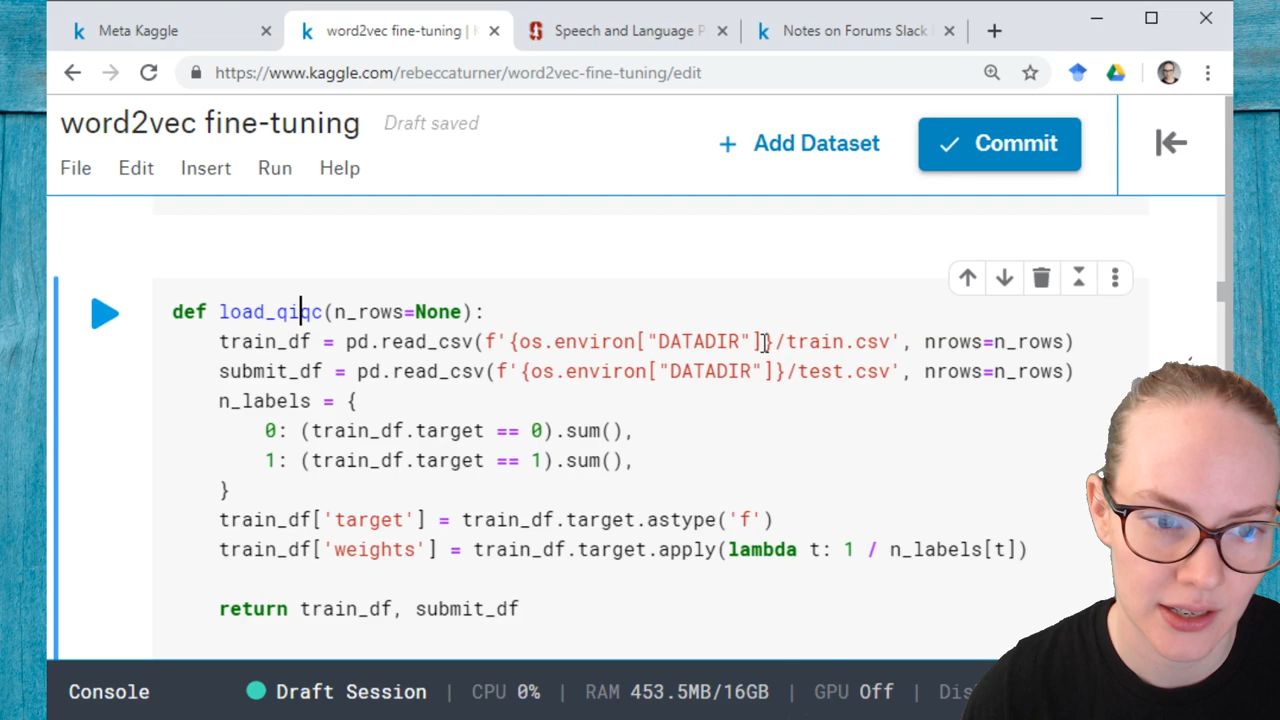 Meta Kaggle
word2vec fine-tuning |
Speech and Language P
Notes on Forums Slack
https://www.kaggle.com/rebeccaturner/word2vec-fine-tuning/edit
word2vec fine-tuning Draft saved
+ Add Dataset
Commit
File Edit Insert Run Help
def load_qiqc(n_rows=None):
train_df = pd.read_csv(f'{os.environ["DATADIR"]}/train.csv', nrows=n_rows)
submit_df = pd.read_csv(f'{os.environ["DATADIR"]}/test.csv', nrows=n_rows)
n_labels = {
0: (train_df.target == 0).sum(),
1: (train_df.target == 1).sum(),
}
train_df['target'] = train_df.target.astype('f')
train_df['weights'] = train_df.target.apply(lambda t: 1 / n_labels[t])
return train_df, submit_df
Console Draft Session | CPU 0% | RAM 453.5MB/16GB | GPU Off | Dis